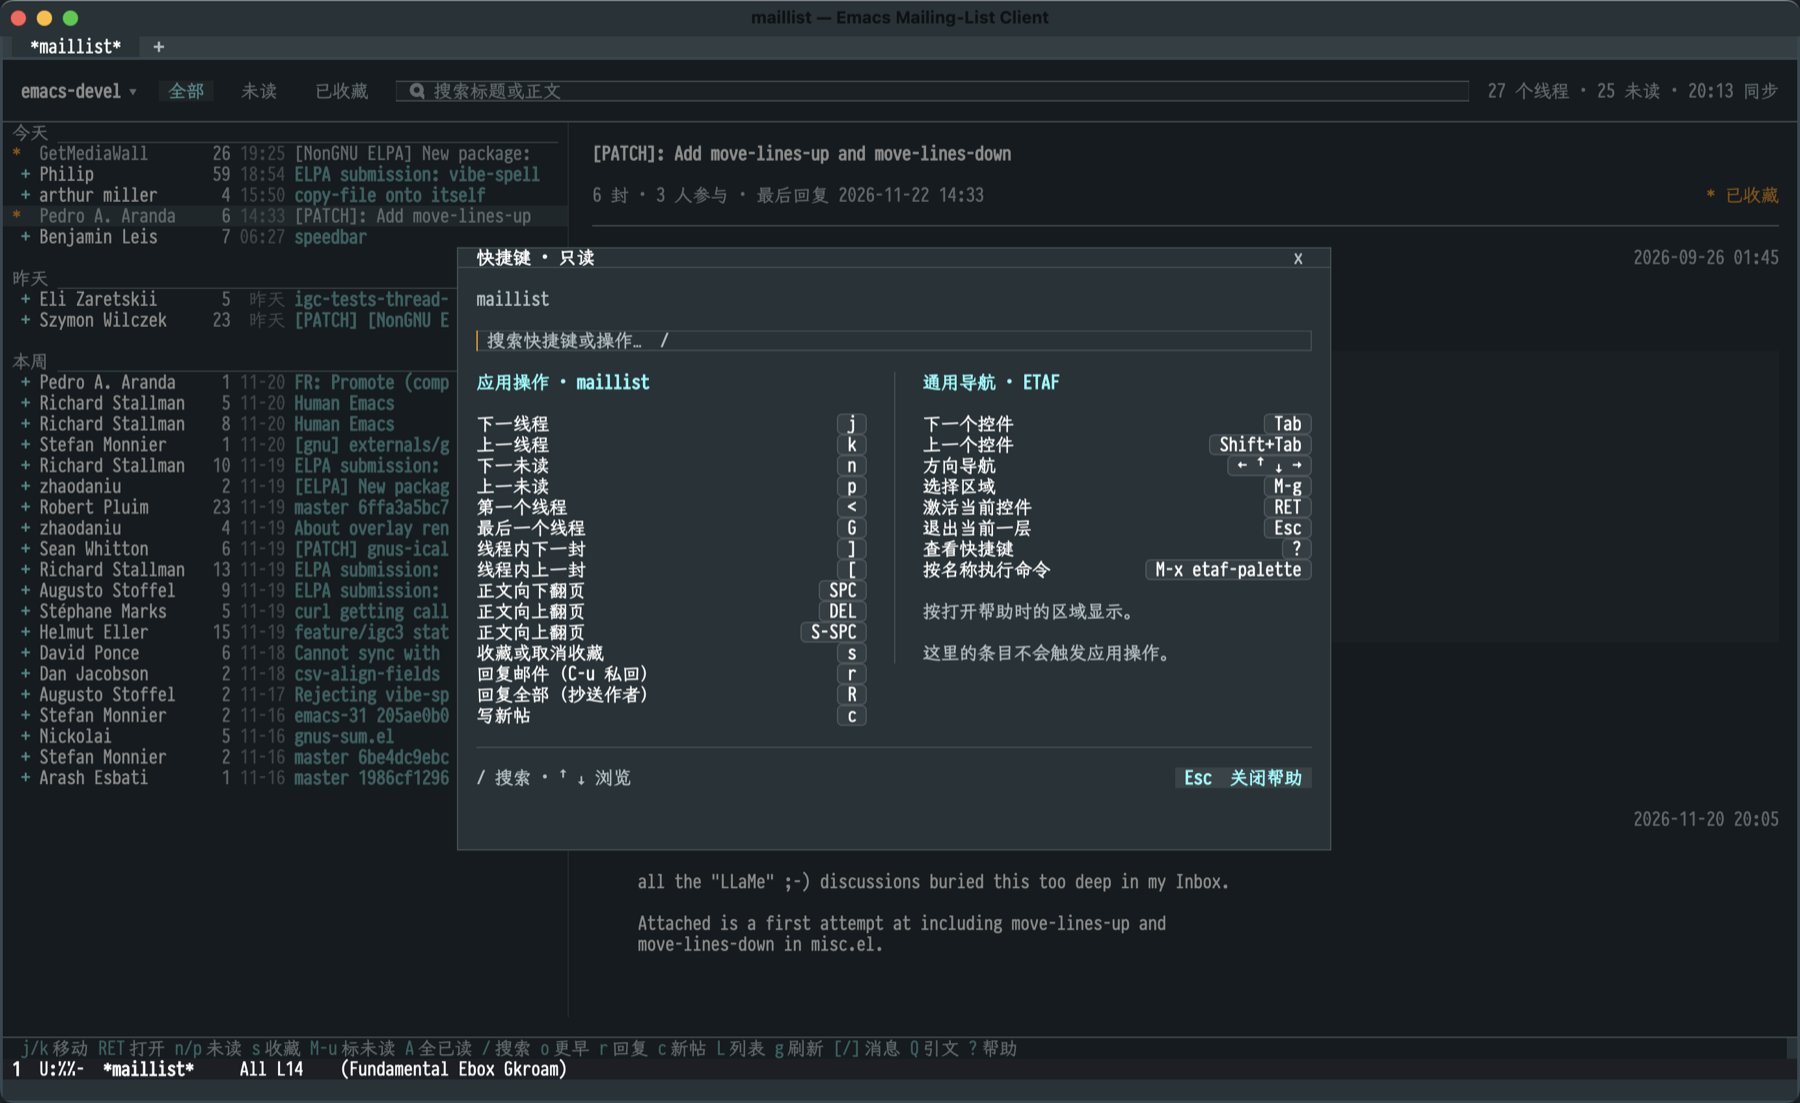 maillist — Emacs Mailing-List Client
*maillist* +
emacs-devel ▾ 全部 未读 已收藏 搜索标题或正文 27 个线程 · 25 未读 · 20:13 同步
今天
* GetMediaWall 26 19:25 [NonGNU ELPA] New package:
+ Philip 59 18:54 ELPA submission: vibe-spell
+ arthur miller 4 15:50 copy-file onto itself
* Pedro A. Aranda 6 14:33 [PATCH]: Add move-lines-up
+ Benjamin Leis 7 06:27 speedbar
昨天
+ Eli Zaretskii 5 昨天 igc-tests-thread-
+ Szymon Wilczek 23 昨天 [PATCH] [NonGNU E
本周
+ Pedro A. Aranda 1 11-20 FR: Promote (comp
+ Richard Stallman 5 11-20 Human Emacs
+ Richard Stallman 8 11-20 Human Emacs
+ Stefan Monnier 1 11-20 [gnu] externals/g
+ Richard Stallman 10 11-19 ELPA submission:
+ zhaodaniu 2 11-19 [ELPA] New packag
+ Robert Pluim 23 11-19 master 6ffa3a5bc7
+ zhaodaniu 4 11-19 About overlay ren
+ Sean Whitton 6 11-19 [PATCH] gnus-ical
+ Richard Stallman 13 11-19 ELPA submission:
+ Augusto Stoffel 9 11-19 ELPA submission:
+ Stéphane Marks 5 11-19 curl getting call
+ Helmut Eller 15 11-19 feature/igc3 stat
+ David Ponce 6 11-18 Cannot sync with
+ Dan Jacobson 2 11-18 csv-align-fields
+ Augusto Stoffel 2 11-17 Rejecting vibe-sp
+ Stefan Monnier 2 11-16 emacs-31 205ae0b0
+ Nickolai 5 11-16 gnus-sum.el
+ Stefan Monnier 2 11-16 master 6be4dc9ebc
+ Arash Esbati 1 11-16 master 1986cf1296
[PATCH]: Add move-lines-up and move-lines-down
6 封 · 3 人参与 · 最后回复 2026-11-22 14:33 * 已收藏
2026-09-26 01:45
快捷键 · 只读 x
maillist
搜索快捷键或操作… /
应用操作 · maillist
下一线程 j
上一线程 k
下一未读 n
上一未读 p
第一个线程 <
最后一个线程 G
线程内下一封 ]
线程内上一封 [
正文向下翻页 SPC
正文向上翻页 DEL
正文向上翻页 S-SPC
收藏或取消收藏 s
回复邮件 (C-u 私回) r
回复全部 (抄送作者) R
写新帖 c
通用导航 · ETAF
下一个控件 Tab
上一个控件 Shift+Tab
方向导航 ← ↑ ↓ →
选择区域 M-g
激活当前控件 RET
退出当前一层 Esc
查看快捷键 ?
按名称执行命令 M-x etaf-palette
按打开帮助时的区域显示。
这里的条目不会触发应用操作。
/ 搜索 · ↑ ↓ 浏览 Esc 关闭帮助
2026-11-20 20:05
all the "LLaMe" ;-) discussions buried this too deep in my Inbox.
Attached is a first attempt at including move-lines-up and
move-lines-down in misc.el.
j/k 移动 RET 打开 n/p 未读 s 收藏 M-u 标未读 A 全已读 / 搜索 o 更早 r 回复 c 新帖 L 列表 g 刷新 [/] 消息 Q 引文 ? 帮助
1 U:%%- *maillist* All L14 (Fundamental Ebox Gkroam)